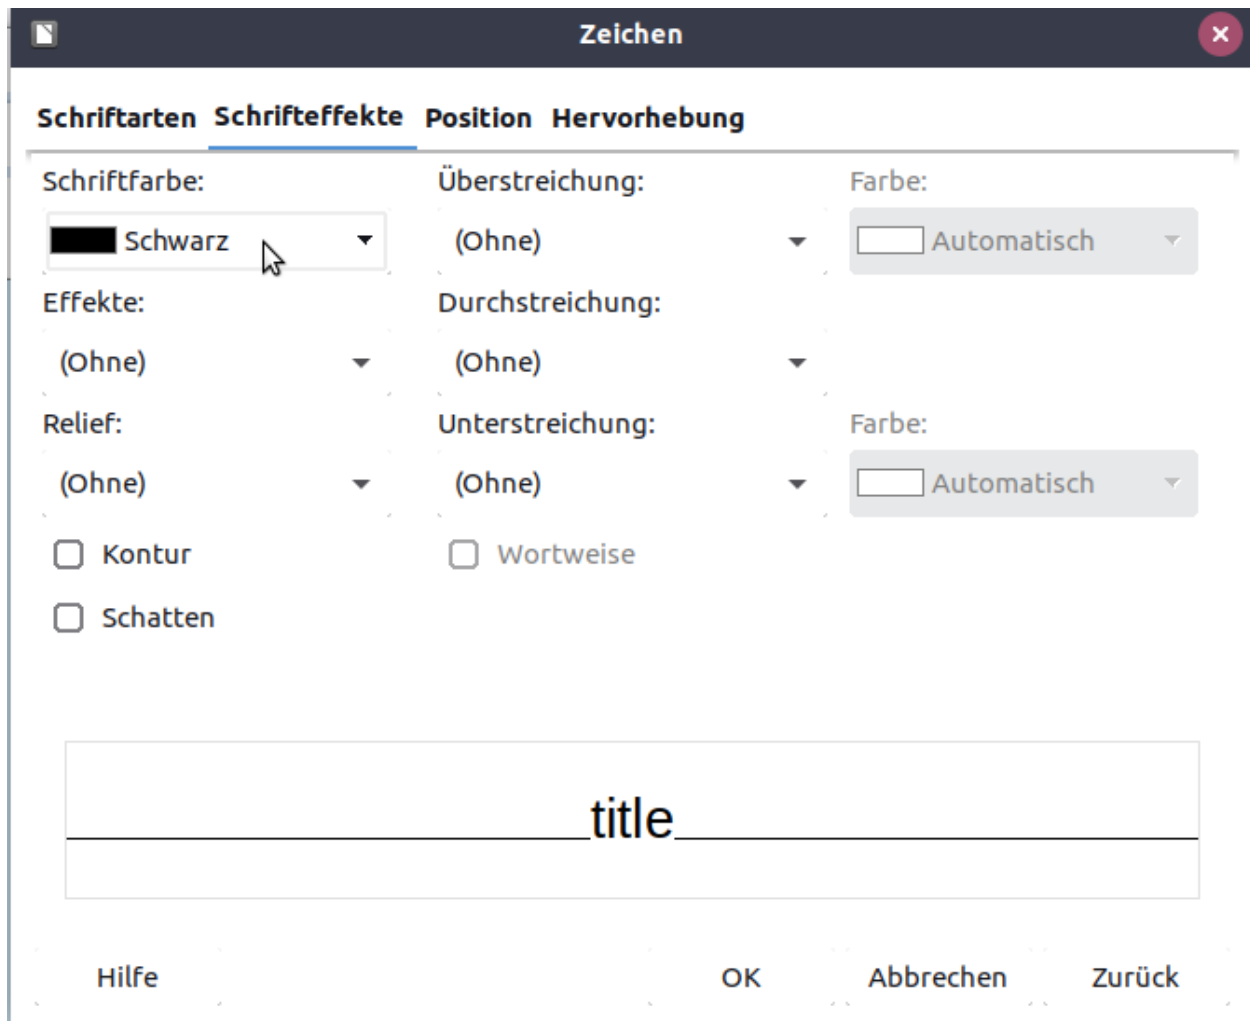 Zeichen
Schriftarten Schrifteffekte Position Hervorhebung
Schriftfarbe: Überstreichung: Farbe:
Schwarz (Ohne) Automatisch
Effekte: Durchstreichung:
(Ohne) (Ohne)
Relief: Unterstreichung: Farbe:
(Ohne) (Ohne) Automatisch
Kontur Wortweise
Schatten
title
Hilfe OK Abbrechen Zurück